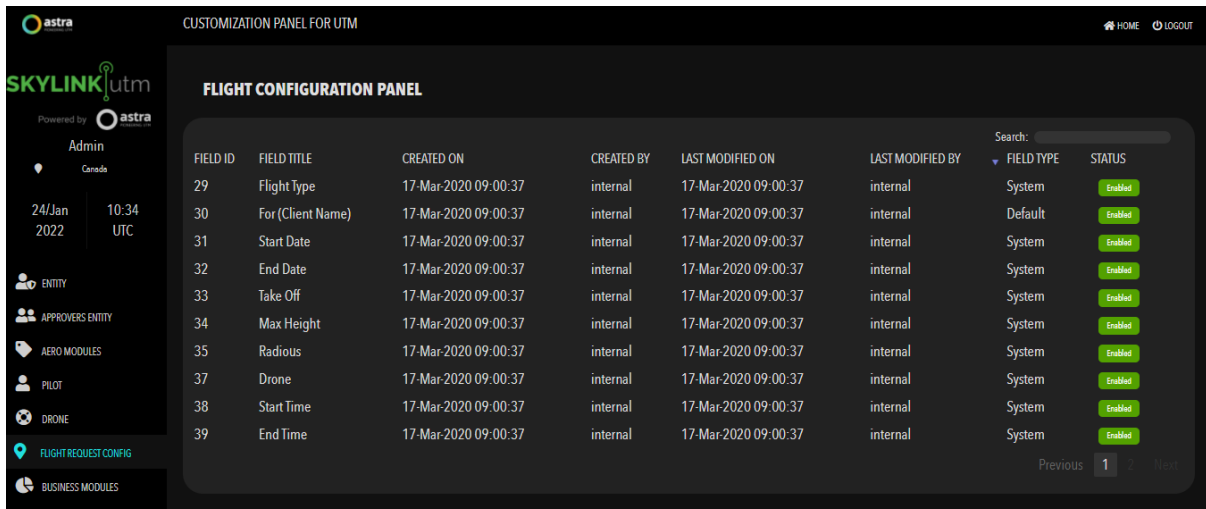 astra
CUSTOMIZATION PANEL FOR UTM
HOME
LOGOUT
SKYLINK utm
Powered by astra
Admin
Canada
24/Jan 2022
10:34 UTC
ENTITY
APPROVERS ENTITY
AERO MODULES
PILOT
DRONE
FLIGHT REQUEST CONFIG
BUSINESS MODULES
FLIGHT CONFIGURATION PANEL
Search:
FIELD ID FIELD TITLE CREATED ON CREATED BY LAST MODIFIED ON LAST MODIFIED BY FIELD TYPE STATUS
29 Flight Type 17-Mar-2020 09:00:37 internal 17-Mar-2020 09:00:37 internal System Enabled
30 For (Client Name) 17-Mar-2020 09:00:37 internal 17-Mar-2020 09:00:37 internal Default Enabled
31 Start Date 17-Mar-2020 09:00:37 internal 17-Mar-2020 09:00:37 internal System Enabled
32 End Date 17-Mar-2020 09:00:37 internal 17-Mar-2020 09:00:37 internal System Enabled
33 Take Off 17-Mar-2020 09:00:37 internal 17-Mar-2020 09:00:37 internal System Enabled
34 Max Height 17-Mar-2020 09:00:37 internal 17-Mar-2020 09:00:37 internal System Enabled
35 Radious 17-Mar-2020 09:00:37 internal 17-Mar-2020 09:00:37 internal System Enabled
37 Drone 17-Mar-2020 09:00:37 internal 17-Mar-2020 09:00:37 internal System Enabled
38 Start Time 17-Mar-2020 09:00:37 internal 17-Mar-2020 09:00:37 internal System Enabled
39 End Time 17-Mar-2020 09:00:37 internal 17-Mar-2020 09:00:37 internal System Enabled
Previous 1 2 Next